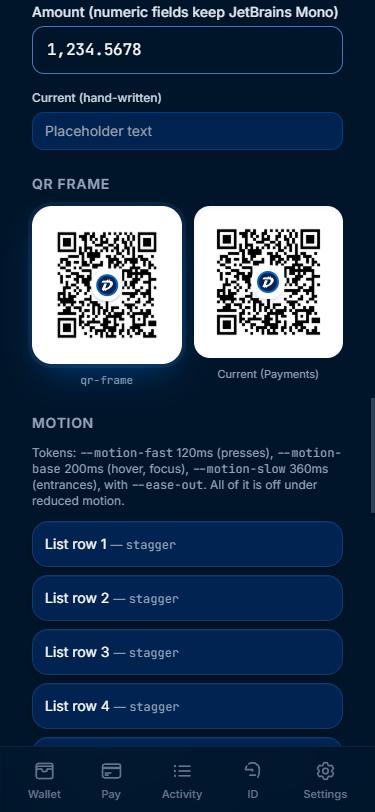 Amount (numeric fields keep JetBrains Mono)
1,234.5678
Current (hand-written)
Placeholder text
QR FRAME
qr-frame
Current (Payments)
MOTION
Tokens: --motion-fast 120ms (presses), --motion-
base 200ms (hover, focus), --motion-slow 360ms
(entrances), with --ease-out. All of it is off under
reduced motion.
List row 1 — stagger
List row 2 — stagger
List row 3 — stagger
List row 4 — stagger
Wallet
Pay
Activity
ID
Settings